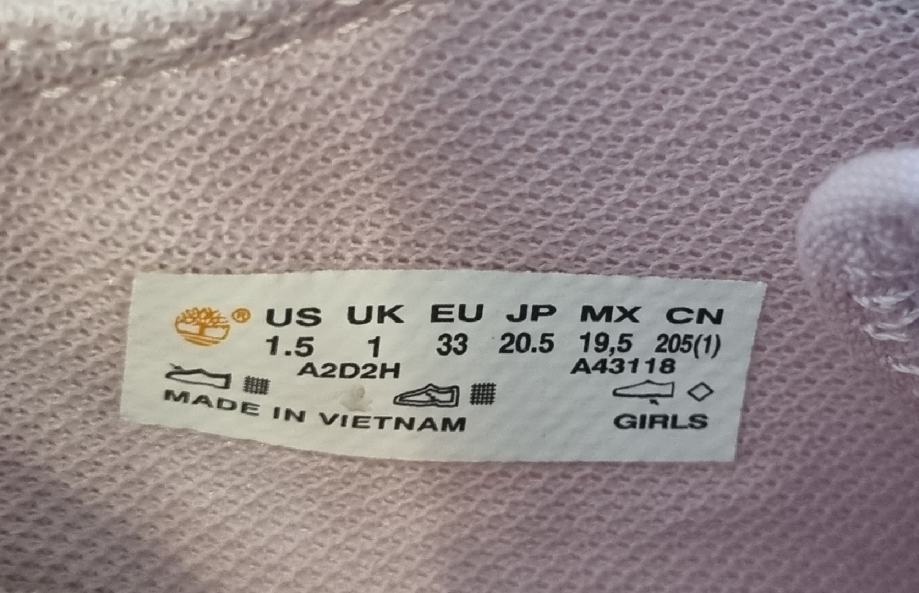 ® US UK EU JP MX CN
1.5 1 33 20.5 19,5 205(1)
A2D2H A43118
MADE IN VIETNAM GIRLS